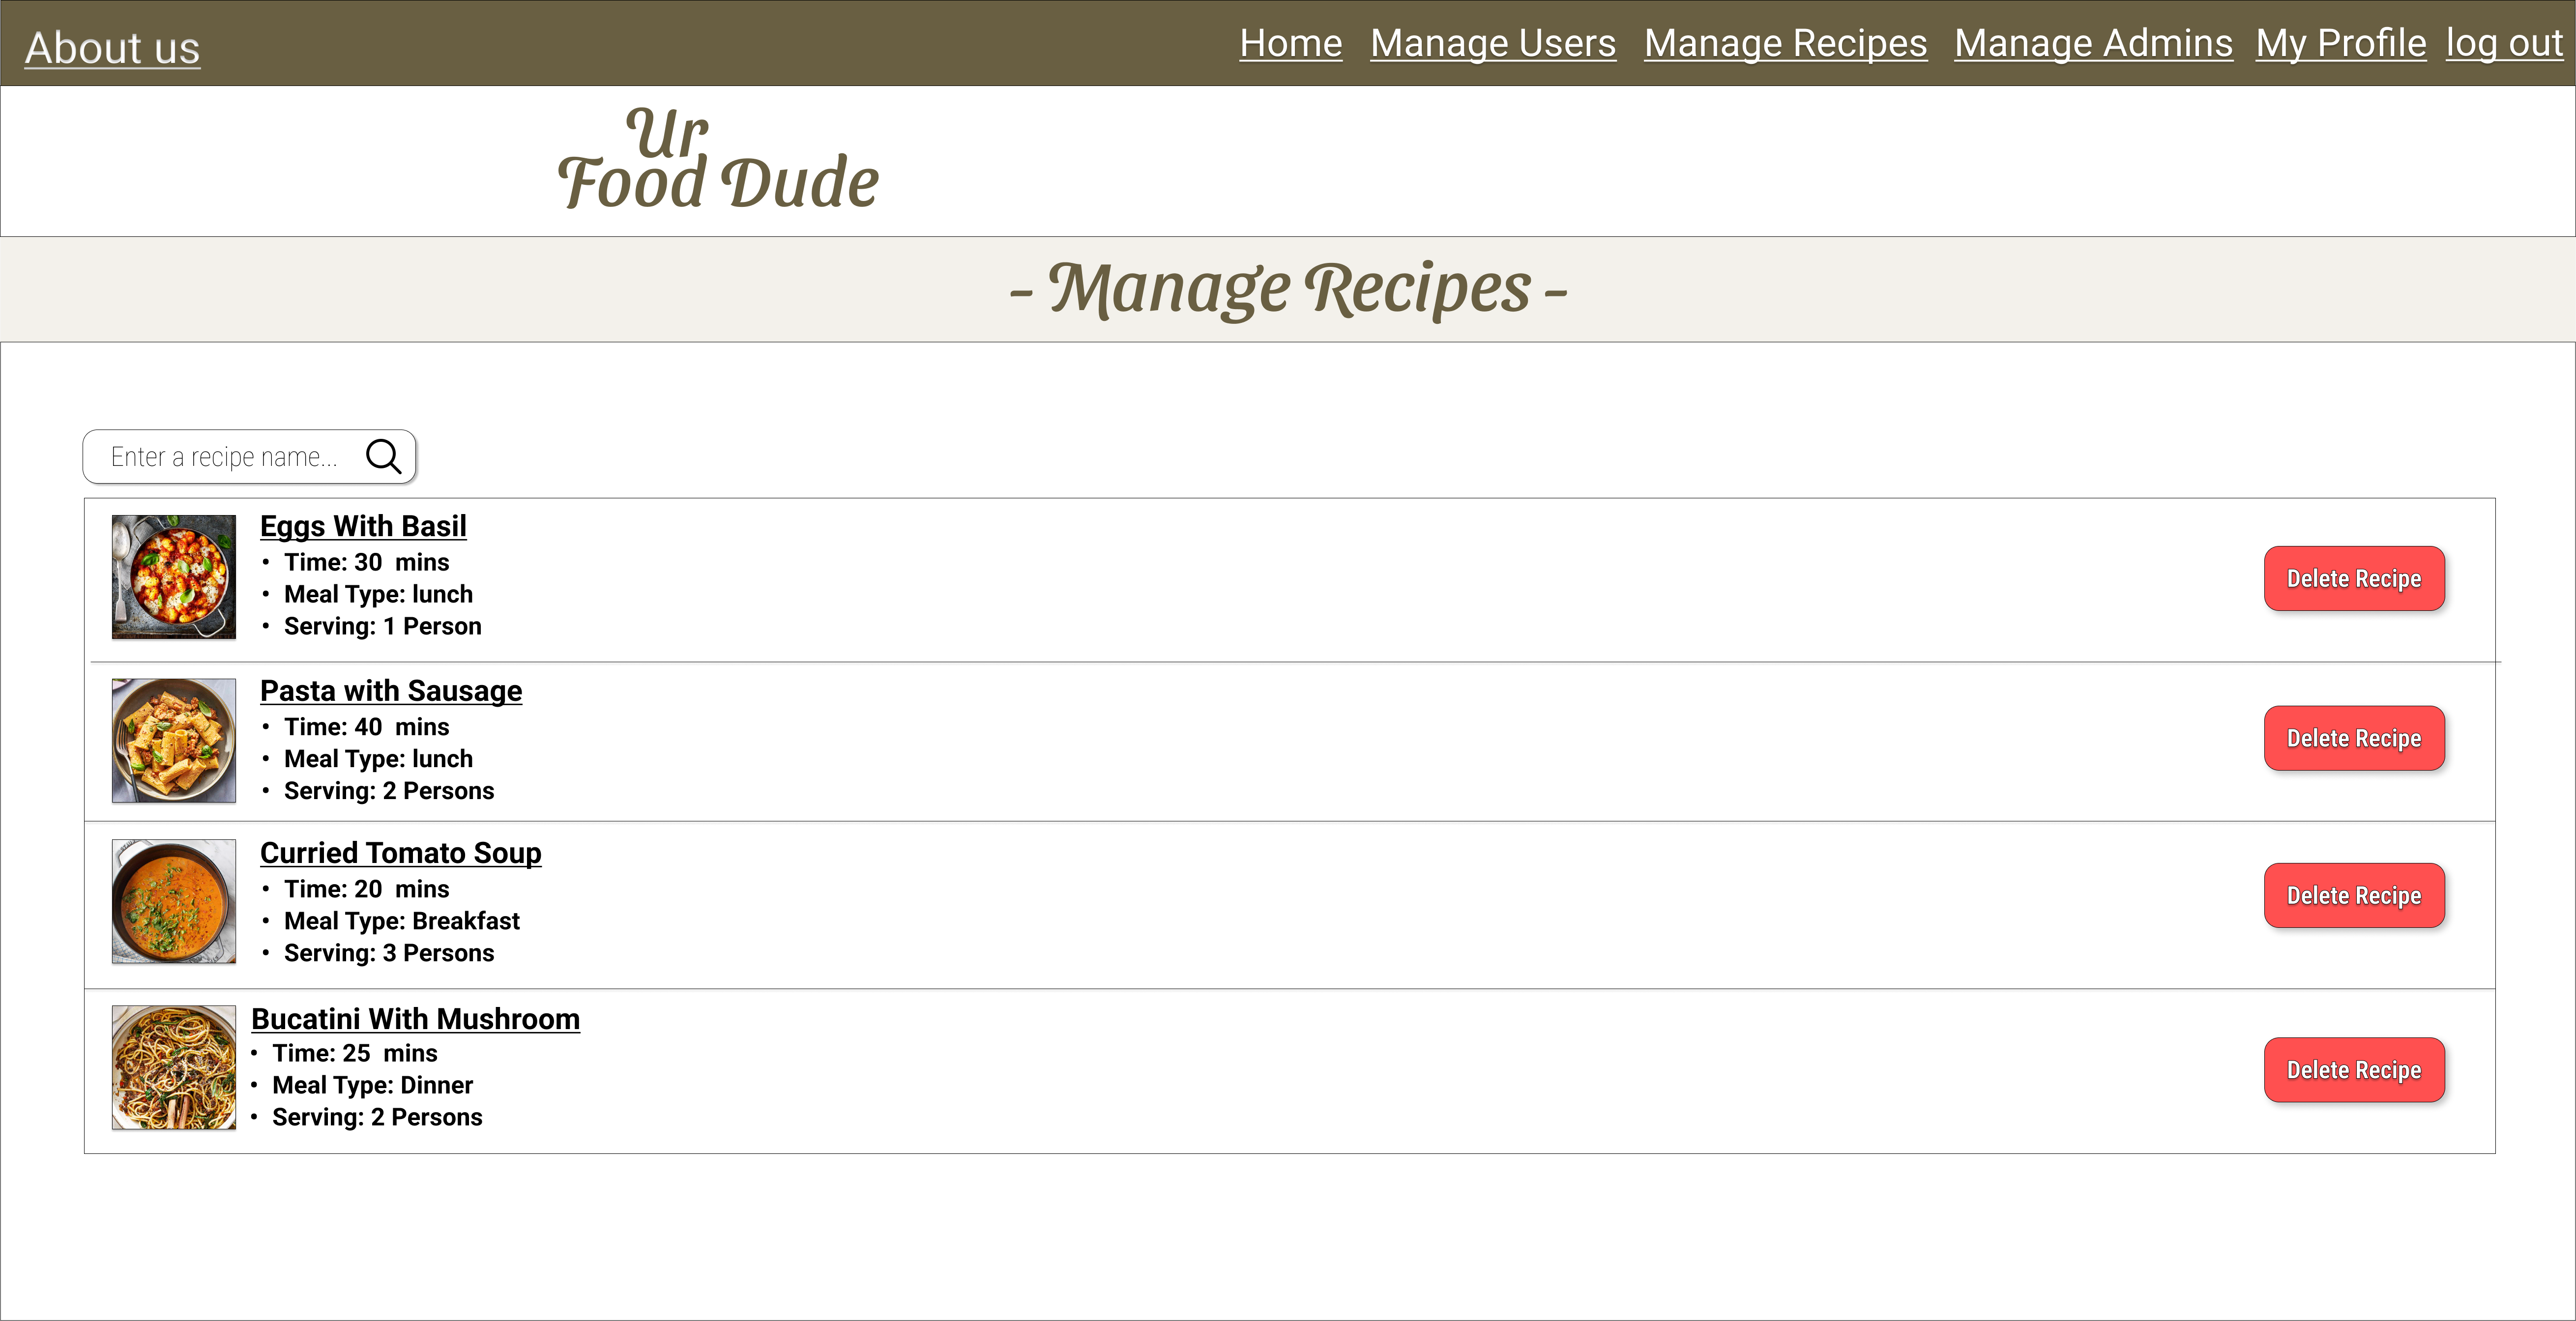 About us
Home Manage Users Manage Recipes Manage Admins My Profile log out
Ur
Food Dude
- Manage Recipes -
Enter a recipe name...
Eggs With Basil
• Time: 30  mins
• Meal Type: lunch
• Serving: 1 Person
Delete Recipe
Pasta with Sausage
• Time: 40  mins
• Meal Type: lunch
• Serving: 2 Persons
Delete Recipe
Curried Tomato Soup
• Time: 20  mins
• Meal Type: Breakfast
• Serving: 3 Persons
Delete Recipe
Bucatini With Mushroom
• Time: 25  mins
• Meal Type: Dinner
• Serving: 2 Persons
Delete Recipe